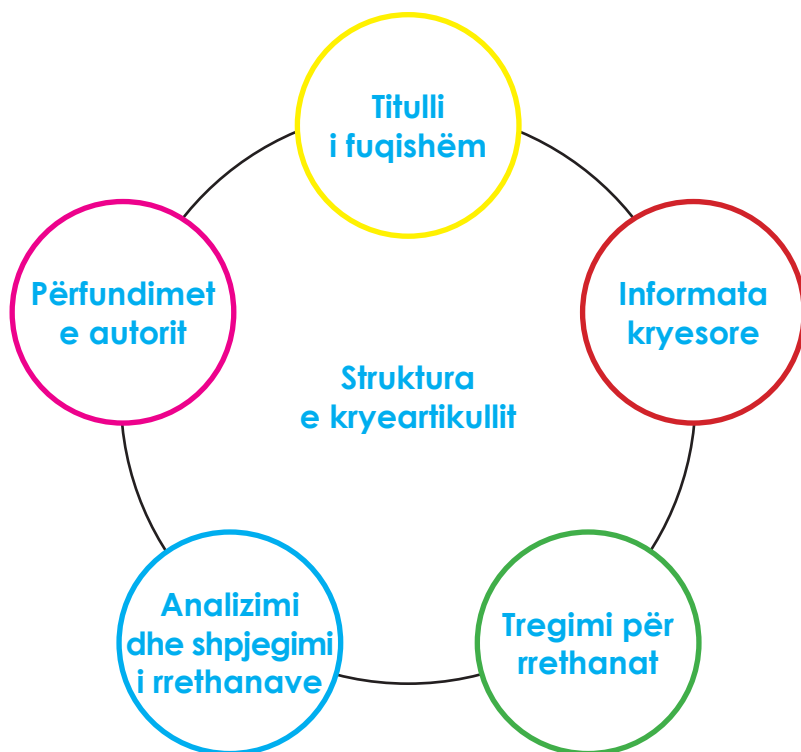 Titulli
i fuqishëm
Informata
kryesore
Tregimi për
rrethanat
Analizimi
dhe shpjegimi
i rrethanave
Përfundimet
e autorit
Struktura
e kryeartikullit